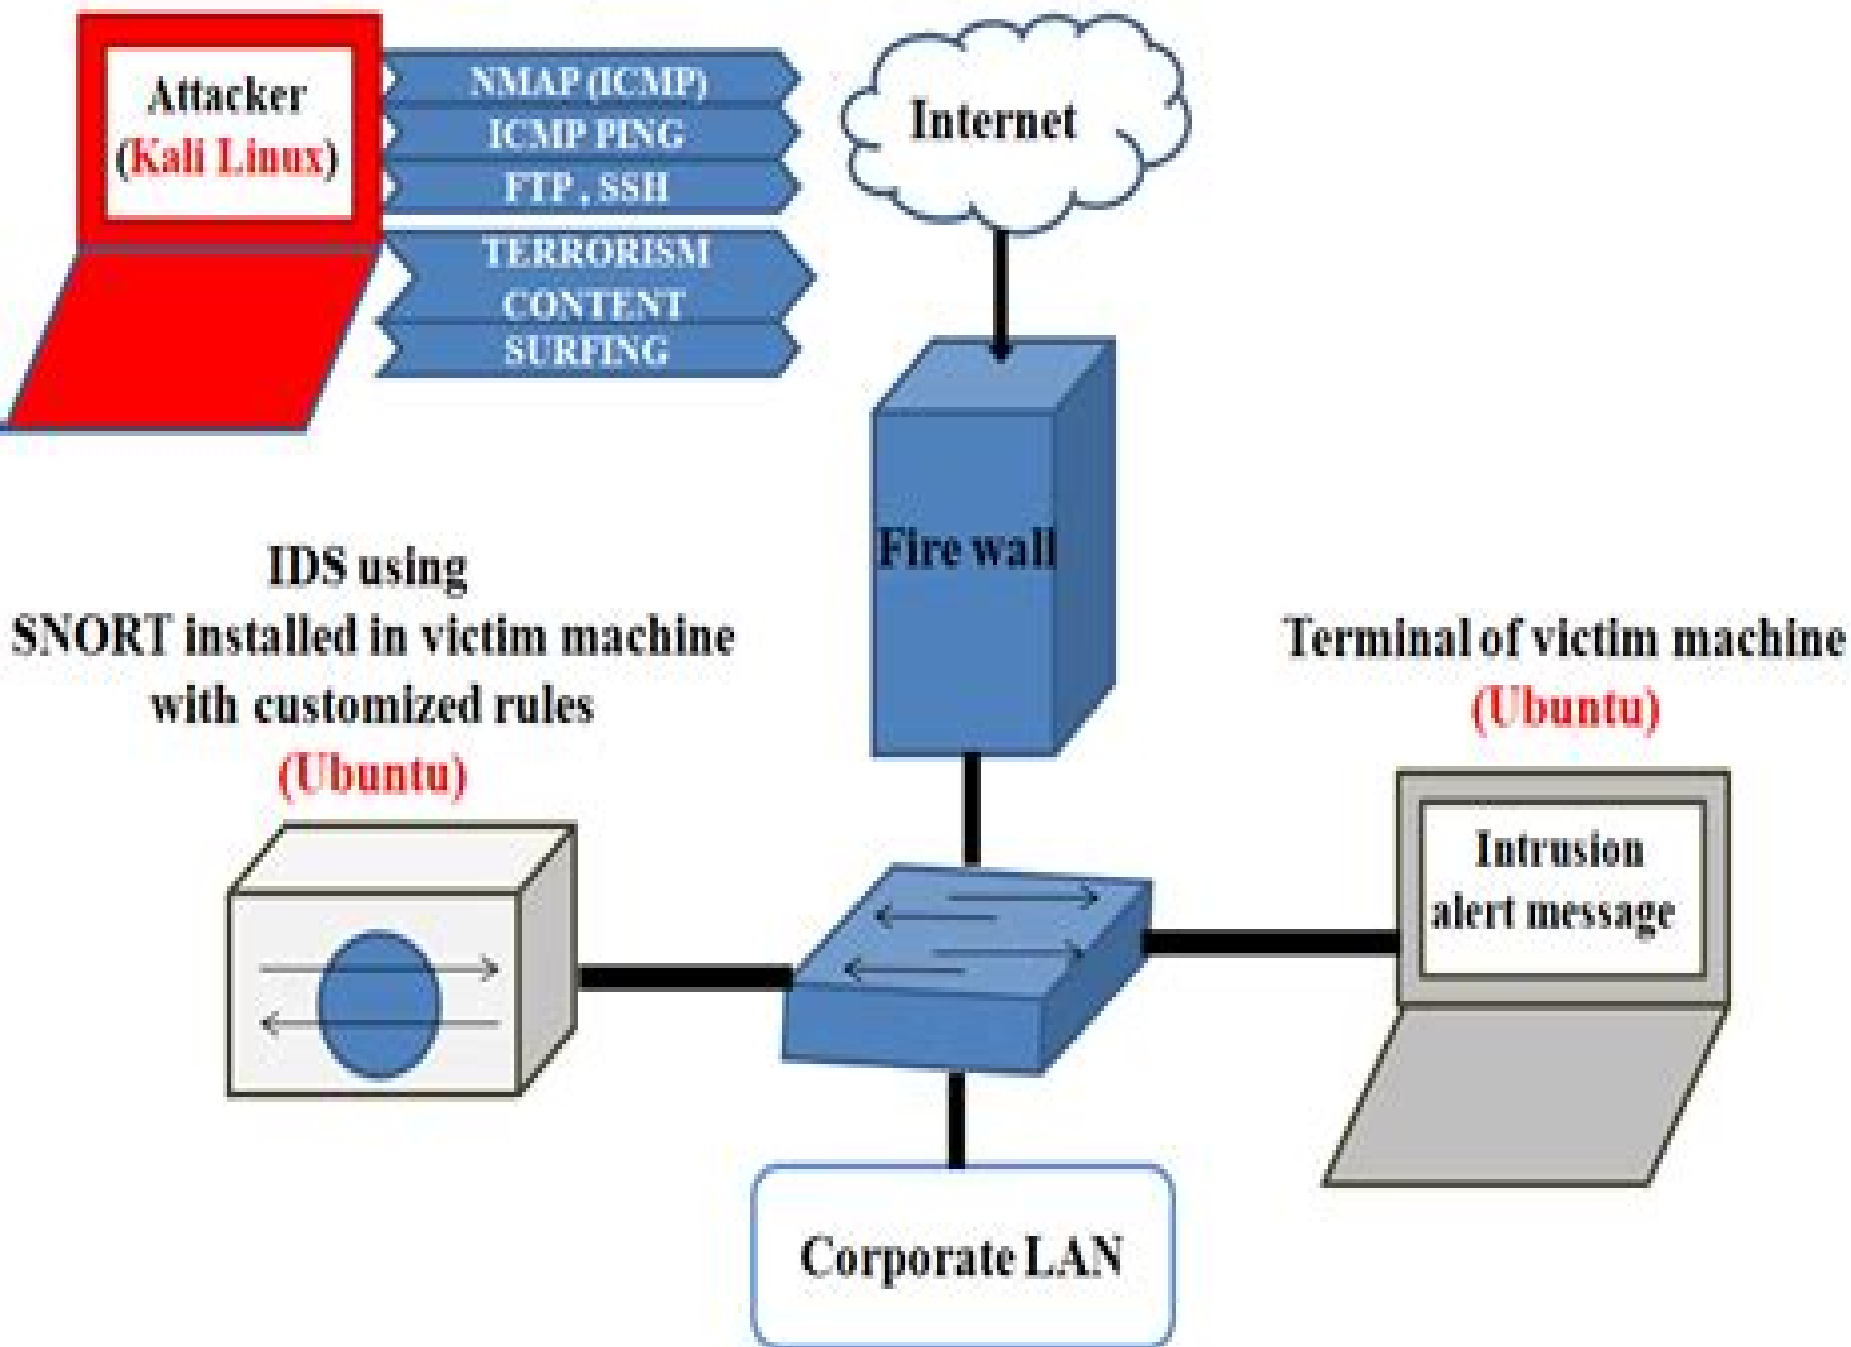 Attacker
(Kali Linux)
NMAP (ICMP)
ICMP PING
FTP , SSH
TERRORISM
CONTENT
SURFING
Internet
Fire wall
IDS using
SNORT installed in victim machine
with customized rules
(Ubuntu)
Terminal of victim machine
(Ubuntu)
Intrusion
alert message
Corporate LAN